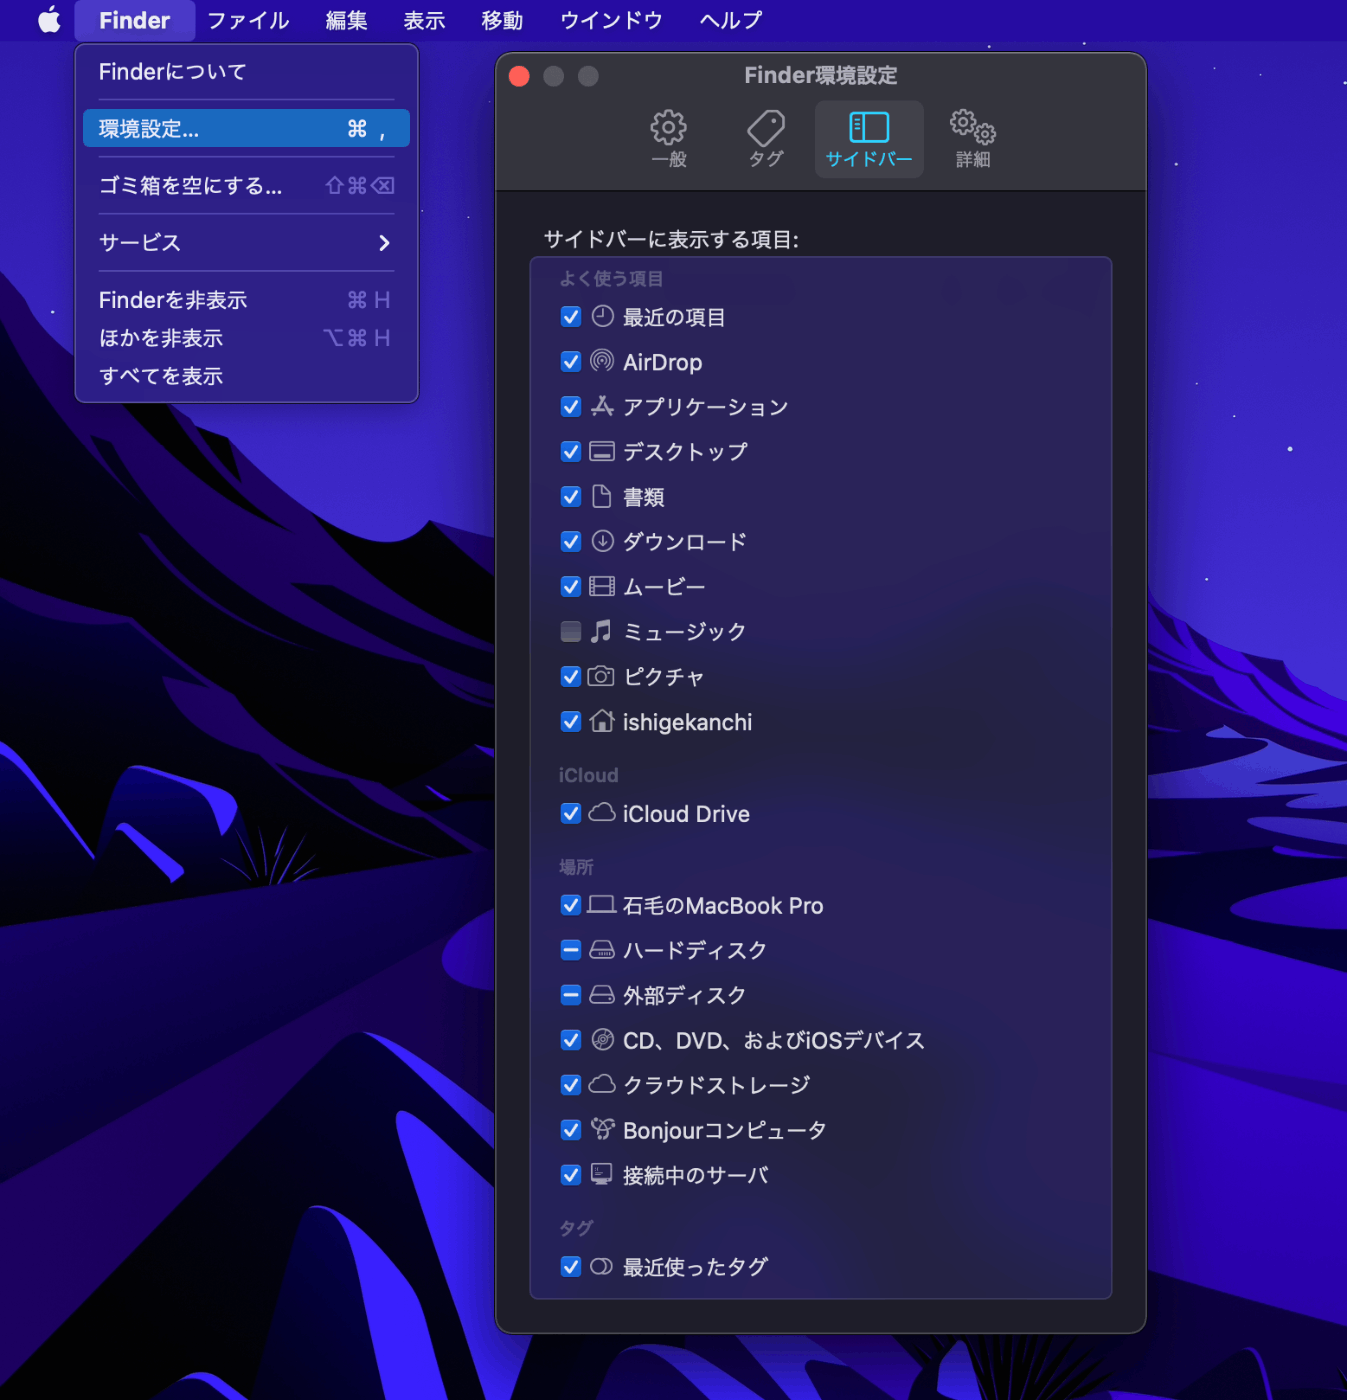 Finder ファイル 編集 表示 移動 ウインドウ ヘルプ
Finderについて
環境設定... ⌘ ,
ゴミ箱を空にする... ⇧⌘⌫
サービス
Finderを非表示 ⌘ H
ほかを非表示 ⌥⌘ H
すべてを表示
Finder環境設定
一般 タグ サイドバー 詳細
サイドバーに表示する項目:
よく使う項目
最近の項目
AirDrop
アプリケーション
デスクトップ
書類
ダウンロード
ムービー
ミュージック
ピクチャ
ishigekanchi
iCloud
iCloud Drive
場所
石毛のMacBook Pro
ハードディスク
外部ディスク
CD、DVD、およびiOSデバイス
クラウドストレージ
Bonjourコンピュータ
接続中のサーバ
タグ
最近使ったタグ